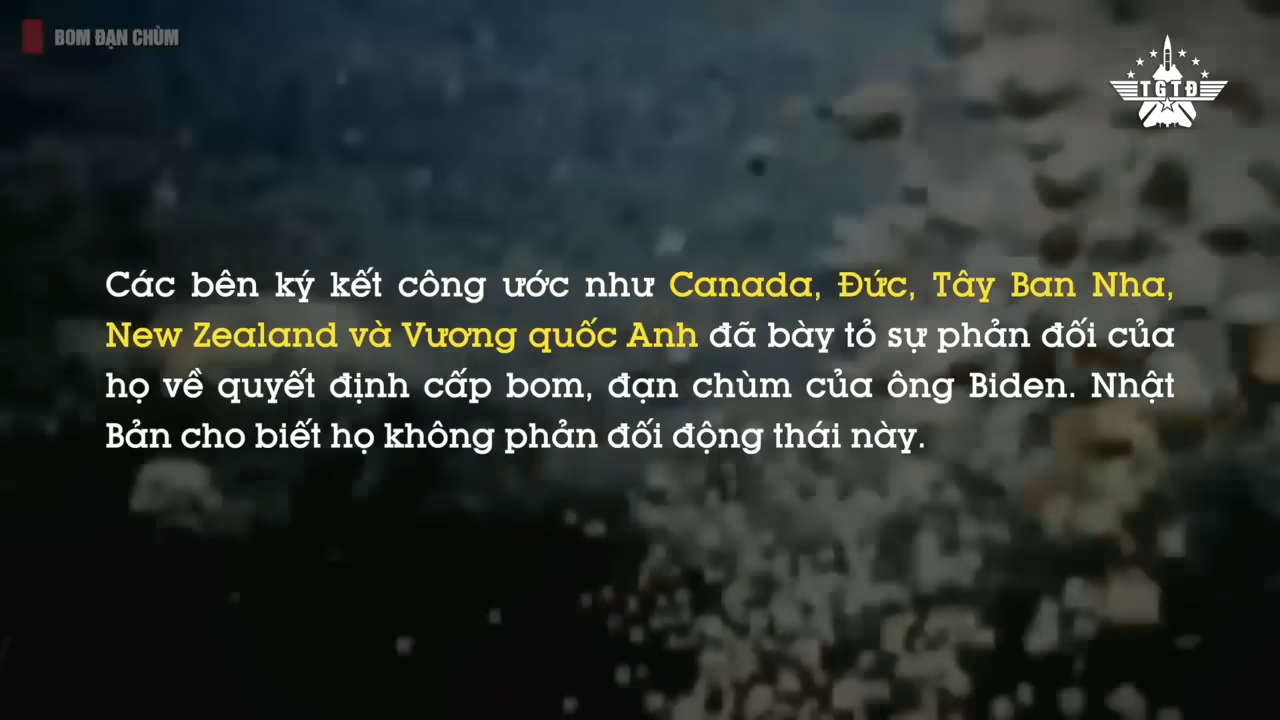 BOM ĐẠN CHÙM
TGTĐ
Các bên ký kết công ước như Canada, Đức, Tây Ban Nha,
New Zealand và Vương quốc Anh đã bày tỏ sự phản đối của
họ về quyết định cấp bom, đạn chùm của ông Biden. Nhật
Bản cho biết họ không phản đối động thái này.